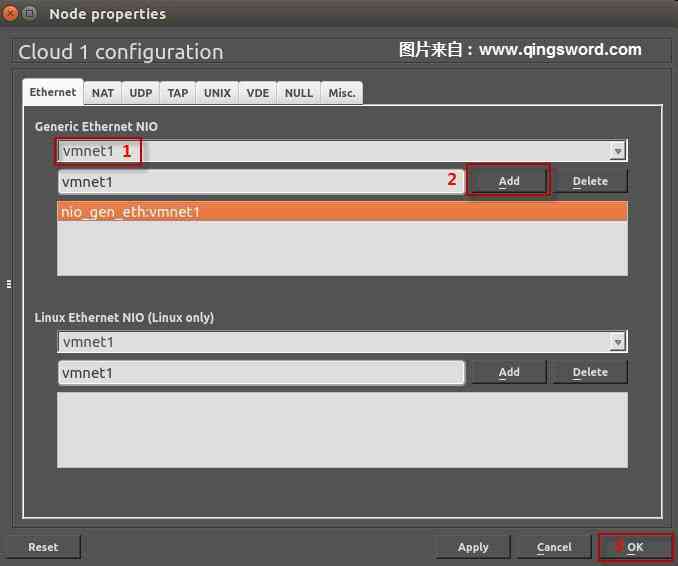 Node properties
Cloud 1 configuration
图片来自：www.qingsword.com
Ethernet NAT UDP TAP UNIX VDE NULL Misc.
Generic Ethernet NIO
vmnet1 1
vmnet1 2 Add Delete
nio_gen_eth:vmnet1
Linux Ethernet NIO (Linux only)
vmnet1
vmnet1 Add Delete
Reset Apply Cancel OK